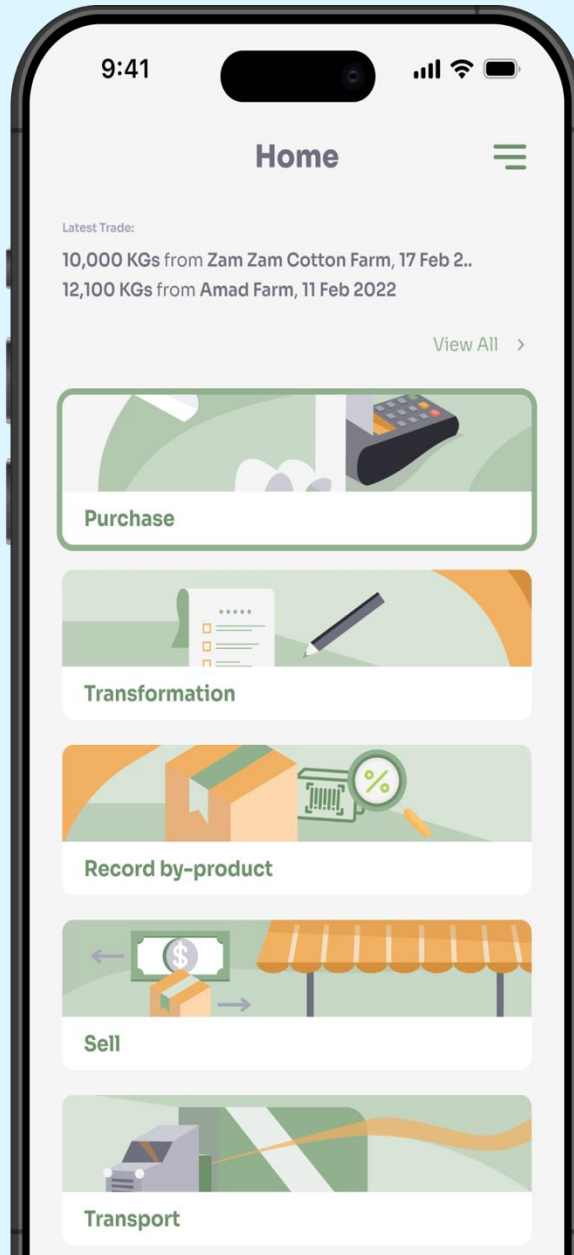 9:41
Home
Latest Trade:
10,000 KGs from Zam Zam Cotton Farm, 17 Feb 2..
12,100 KGs from Amad Farm, 11 Feb 2022
View All
Purchase
Transformation
%
Record by-product
$
Sell
Transport